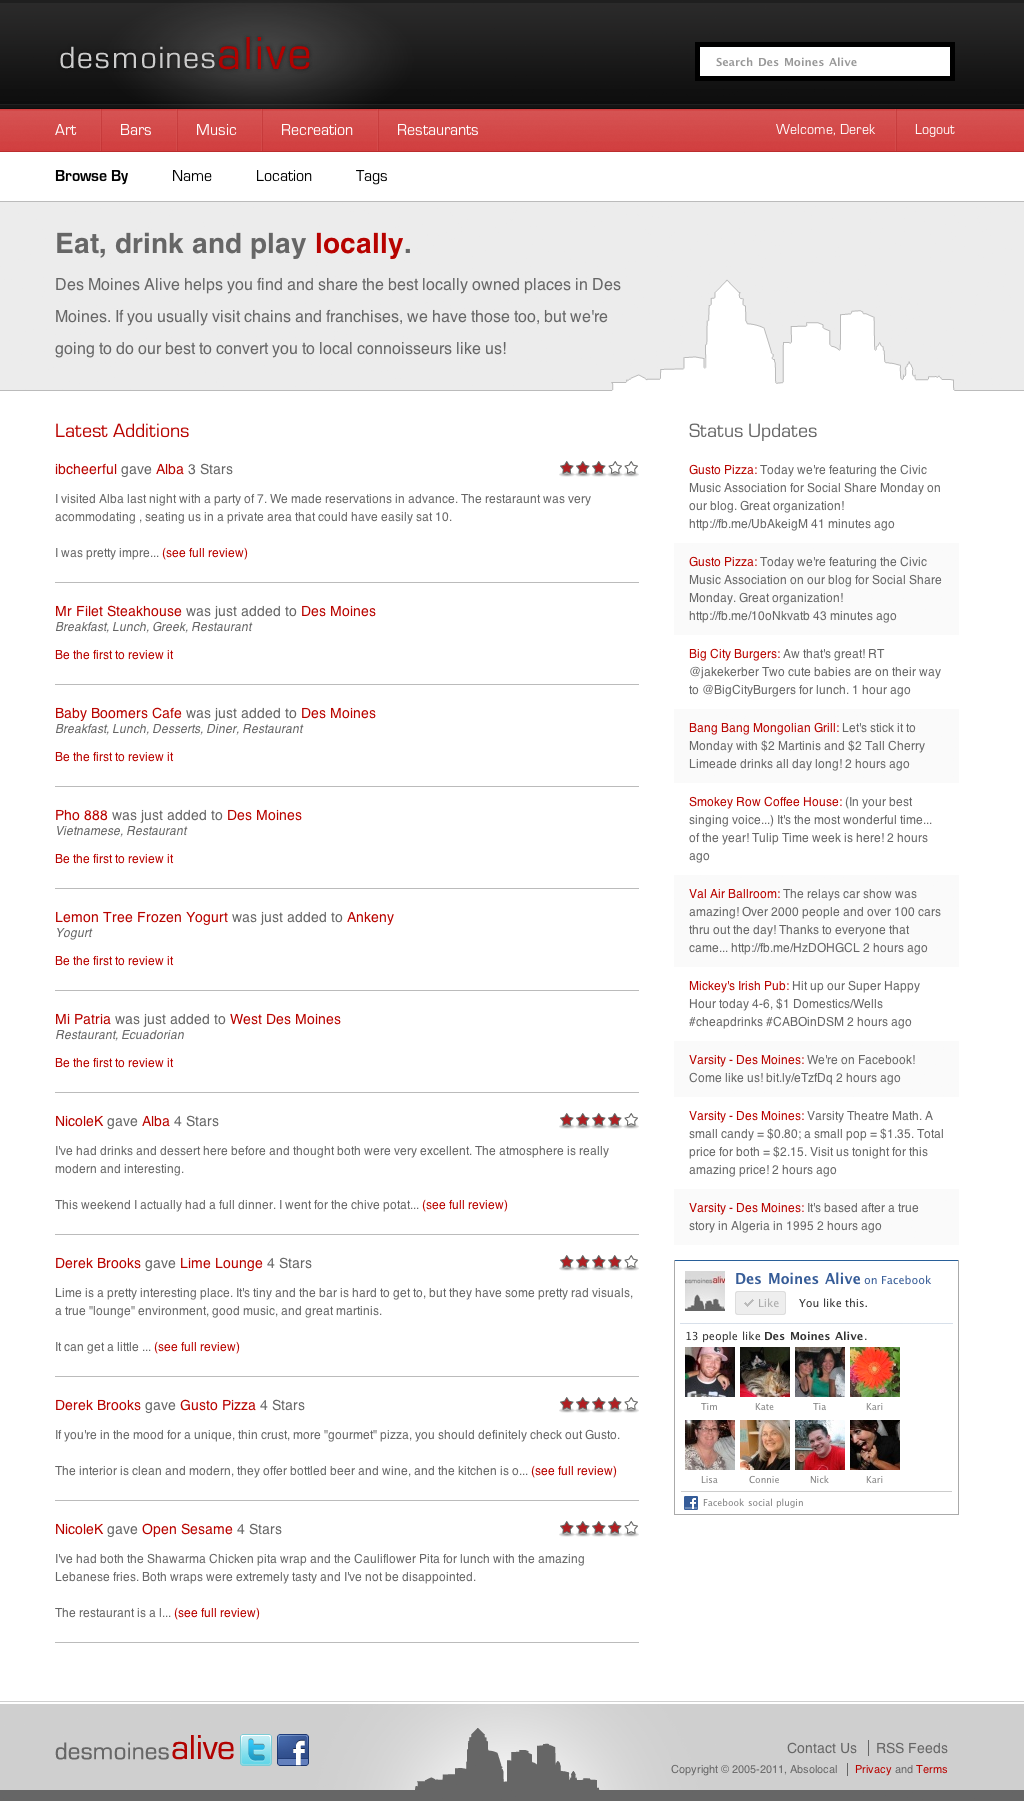 desmoinesalive
Search Des Moines Alive
Art Bars Music Recreation Restaurants Welcome, Derek Logout
Browse By Name Location Tags
Eat, drink and play locally.
Des Moines Alive helps you find and share the best locally owned places in Des
Moines. If you usually visit chains and franchises, we have those too, but we're
going to do our best to convert you to local connoisseurs like us!
Latest Additions
ibcheerful gave Alba 3 Stars
I visited Alba last night with a party of 7. We made reservations in advance. The restaraunt was very
acommodating , seating us in a private area that could have easily sat 10.
I was pretty impre... (see full review)
Mr Filet Steakhouse was just added to Des Moines
Breakfast, Lunch, Greek, Restaurant
Be the first to review it
Baby Boomers Cafe was just added to Des Moines
Breakfast, Lunch, Desserts, Diner, Restaurant
Be the first to review it
Pho 888 was just added to Des Moines
Vietnamese, Restaurant
Be the first to review it
Lemon Tree Frozen Yogurt was just added to Ankeny
Yogurt
Be the first to review it
Mi Patria was just added to West Des Moines
Restaurant, Ecuadorian
Be the first to review it
NicoleK gave Alba 4 Stars
I've had drinks and dessert here before and thought both were very excellent. The atmosphere is really
modern and interesting.
This weekend I actually had a full dinner. I went for the chive potat... (see full review)
Derek Brooks gave Lime Lounge 4 Stars
Lime is a pretty interesting place. It's tiny and the bar is hard to get to, but they have some pretty rad visuals,
a true "lounge" environment, good music, and great martinis.
It can get a little ... (see full review)
Derek Brooks gave Gusto Pizza 4 Stars
If you're in the mood for a unique, thin crust, more "gourmet" pizza, you should definitely check out Gusto.
The interior is clean and modern, they offer bottled beer and wine, and the kitchen is o... (see full review)
NicoleK gave Open Sesame 4 Stars
I've had both the Shawarma Chicken pita wrap and the Cauliflower Pita for lunch with the amazing
Lebanese fries. Both wraps were extremely tasty and I've not be disappointed.
The restaurant is a l... (see full review)
Status Updates
Gusto Pizza: Today we're featuring the Civic
Music Association for Social Share Monday on
our blog. Great organization!
http://fb.me/UbAkeigM 41 minutes ago
Gusto Pizza: Today we're featuring the Civic
Music Association on our blog for Social Share
Monday. Great organization!
http://fb.me/10oNkvatb 43 minutes ago
Big City Burgers: Aw that's great! RT
@jakekerber Two cute babies are on their way
to @BigCityBurgers for lunch. 1 hour ago
Bang Bang Mongolian Grill: Let's stick it to
Monday with $2 Martinis and $2 Tall Cherry
Limeade drinks all day long! 2 hours ago
Smokey Row Coffee House: (In your best
singing voice...) It's the most wonderful time...
of the year! Tulip Time week is here! 2 hours
ago
Val Air Ballroom: The relays car show was
amazing! Over 2000 people and over 100 cars
thru out the day! Thanks to everyone that
came... http://fb.me/HzDOHGCL 2 hours ago
Mickey's Irish Pub: Hit up our Super Happy
Hour today 4-6, $1 Domestics/Wells
#cheapdrinks #CABOinDSM 2 hours ago
Varsity - Des Moines: We're on Facebook!
Come like us! bit.ly/eTzfDq 2 hours ago
Varsity - Des Moines: Varsity Theatre Math. A
small candy = $0.80; a small pop = $1.35. Total
price for both = $2.15. Visit us tonight for this
amazing price! 2 hours ago
Varsity - Des Moines: It's based after a true
story in Algeria in 1995 2 hours ago
Des Moines Alive on Facebook
Like You like this.
13 people like Des Moines Alive.
Tim Kate Tia Kari
Lisa Connie Nick Kari
Facebook social plugin
desmoinesalive
Contact Us | RSS Feeds
Copyright © 2005-2011, Absolocal | Privacy and Terms